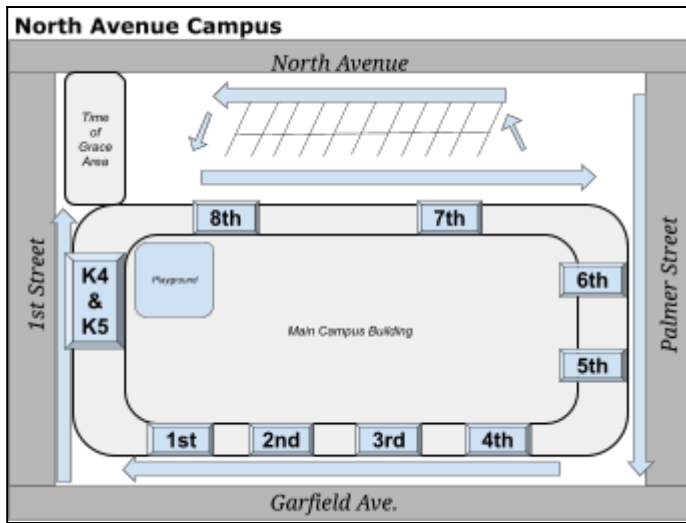 North Avenue Campus
North Avenue
Time
of
Grace
Area
8th
7th
K4
&
K5
Playground
6th
1st Street
Palmer Street
Main Campus Building
5th
1st
2nd
3rd
4th
Garfield Ave.